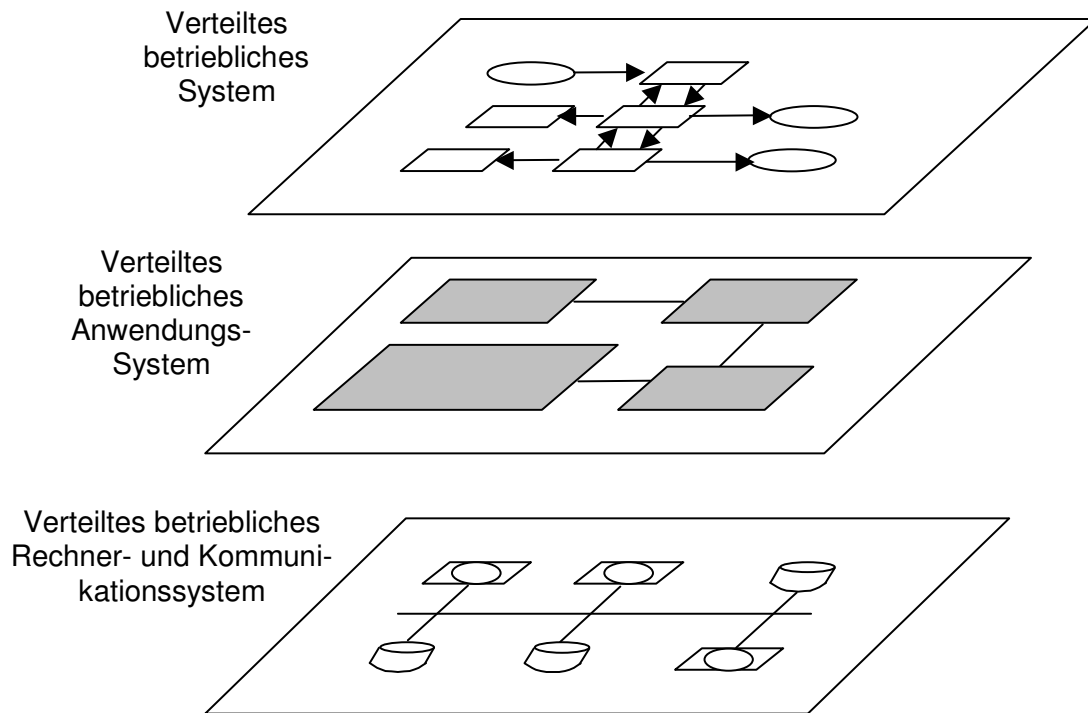 Verteiltes
betriebliches
System
Verteiltes
betriebliches
Anwendungs-
System
Verteiltes betriebliches
Rechner- und Kommuni-
kationssystem